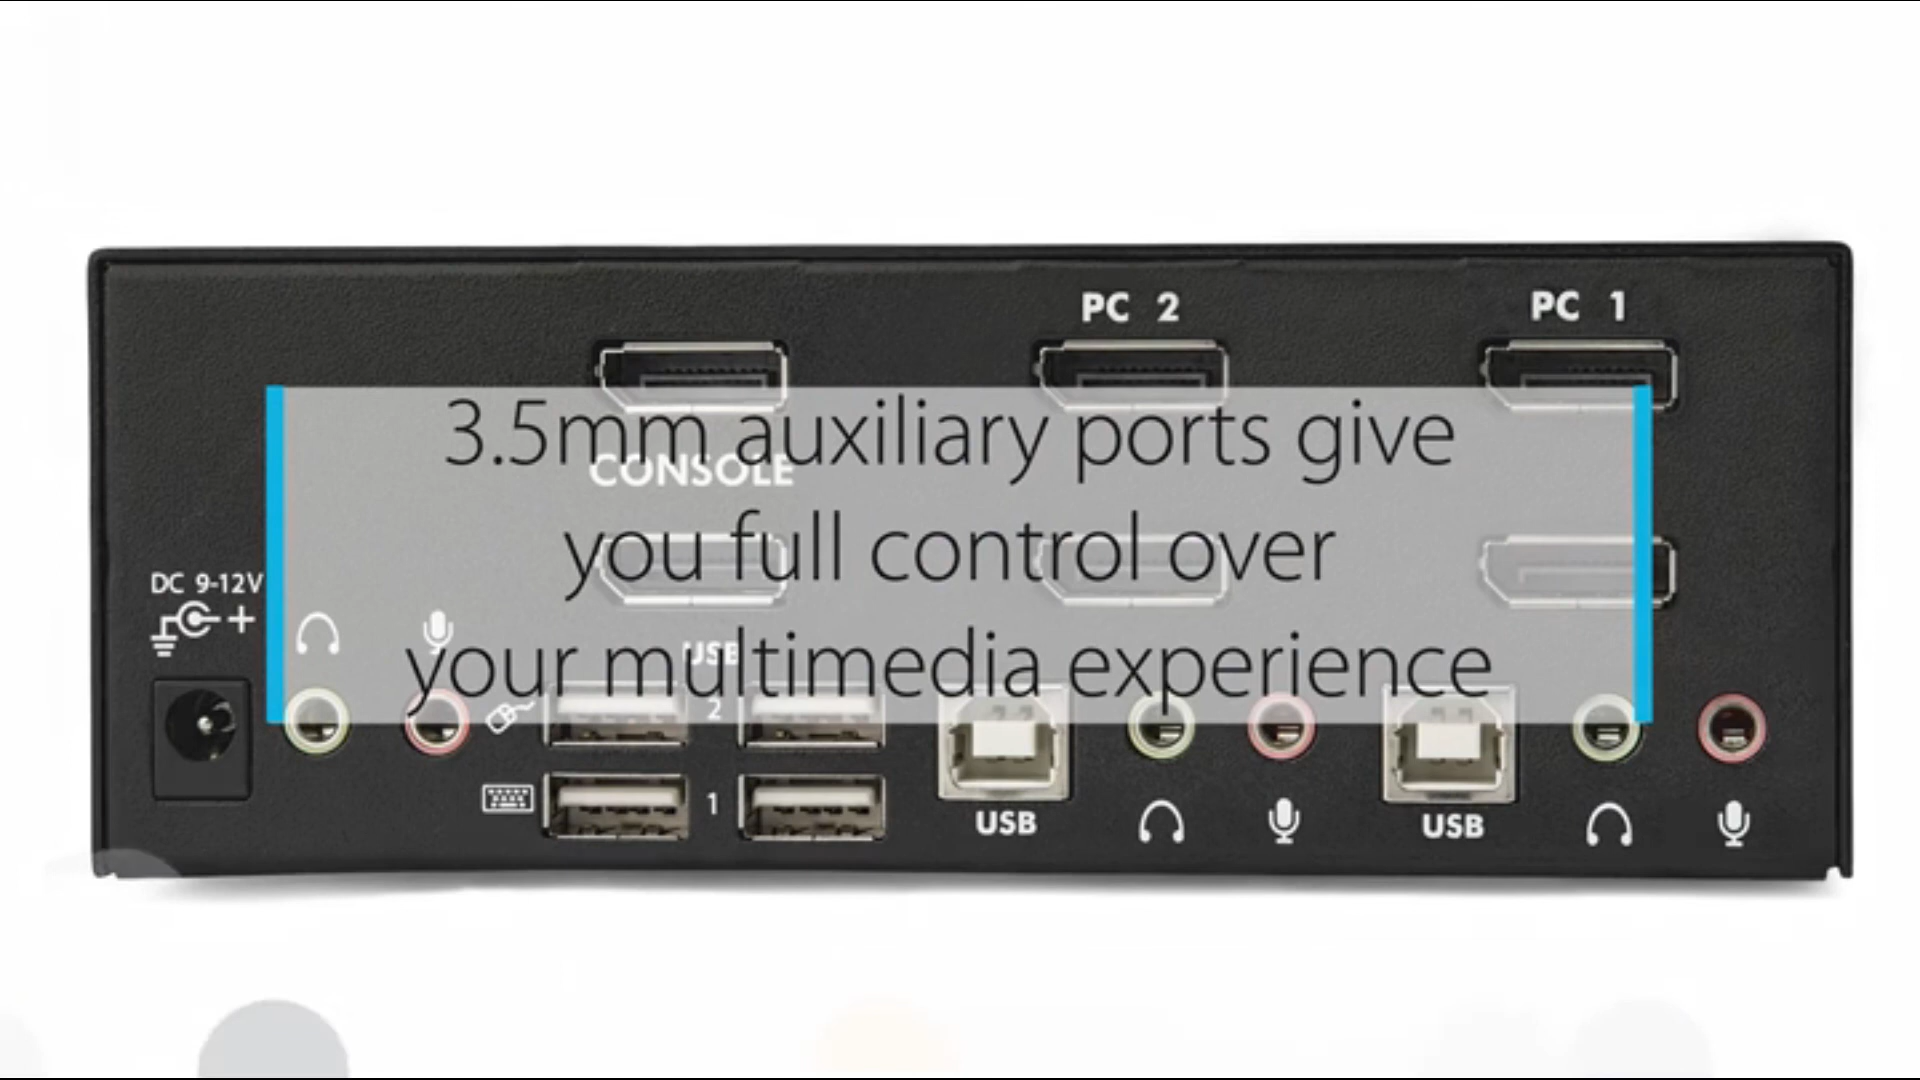 PC 2
PC 1
3.5mm auxiliary ports give
CONSOLE
you full control over
DC 9-12V
your multimedia experience
USB
2
1
USB
USB